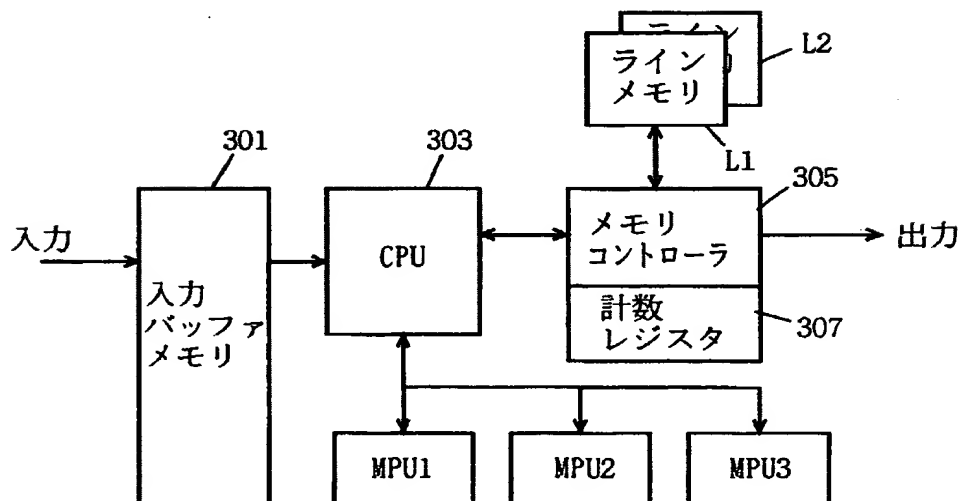 ライン
メモリ
L2
L1
301
303
305
入力
CPU
メモリ
コントローラ
出力
入力
バッファ
メモリ
計数
レジスタ
307
MPU1
MPU2
MPU3